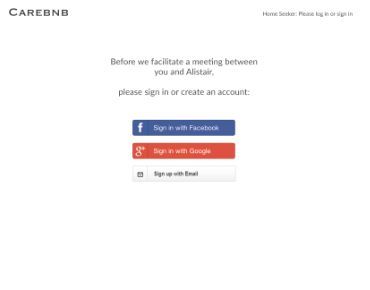 CAREBNB
Home Seeker: Please log in or sign in
Before we facilitate a meeting between
you and Alistair,
please sign in or create an account:
f Sign in with Facebook
g+ Sign in with Google
Sign up with Email